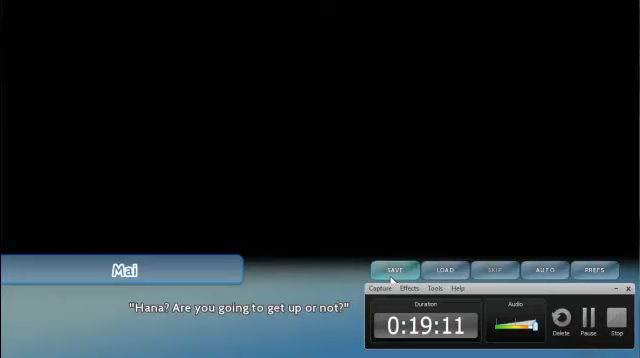 Mai
SAVE LOAD SKIP AUTO PREFS
"Hana? Are you going to get up or not?"
Capture Effects Tools Help
Duration
0:19:11
Audio
Delete Pause Stop